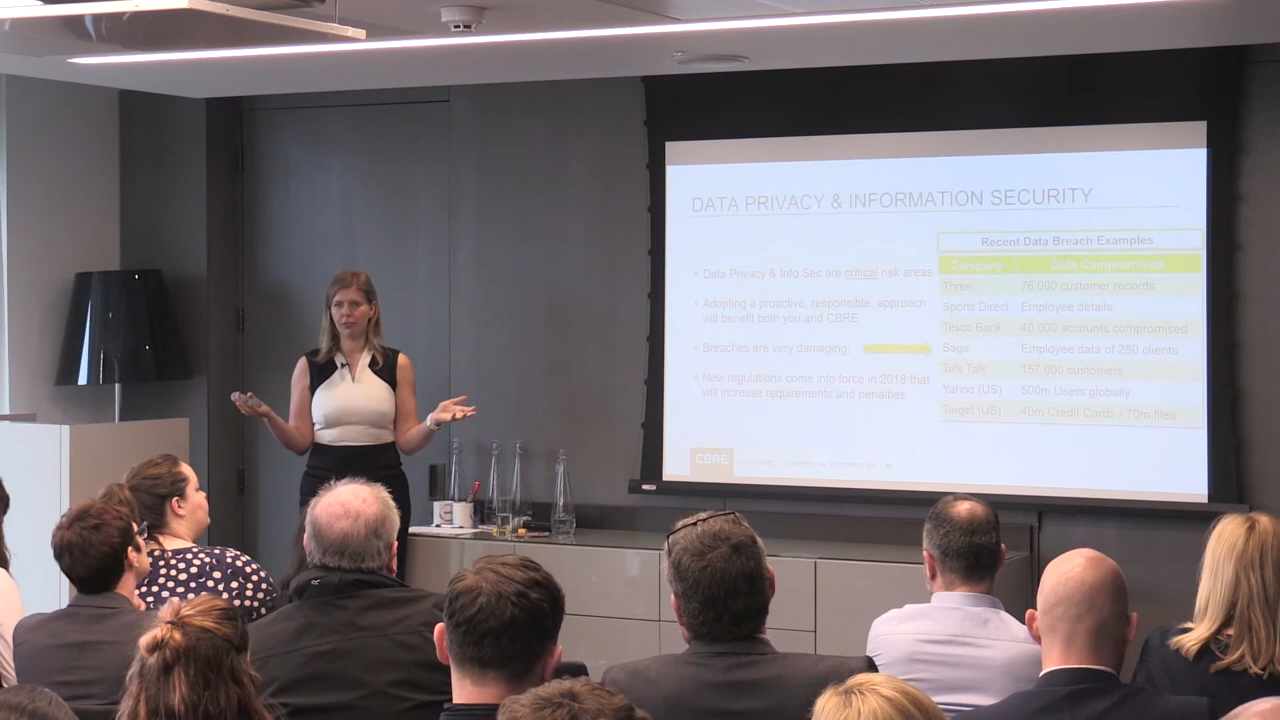 DATA PRIVACY & INFORMATION SECURITY
Data Privacy & Info Sec are critical risk areas
Adopting a proactive, responsible, approach
will benefit both you and CBRE
Breaches are very damaging:
New regulations come into force in 2018 that
will increase requirements and penalties
Recent Data Breach Examples
Company Data Compromised
Three 76,000 customer records
Sports Direct Employee details
Tesco Bank 40,000 accounts compromised
Sage Employee data of 280 clients
Talk Talk 157,000 customers
Yahoo (US) 500m Users globally
Target (US) 40m Credit Cards / 70m files
CBRE